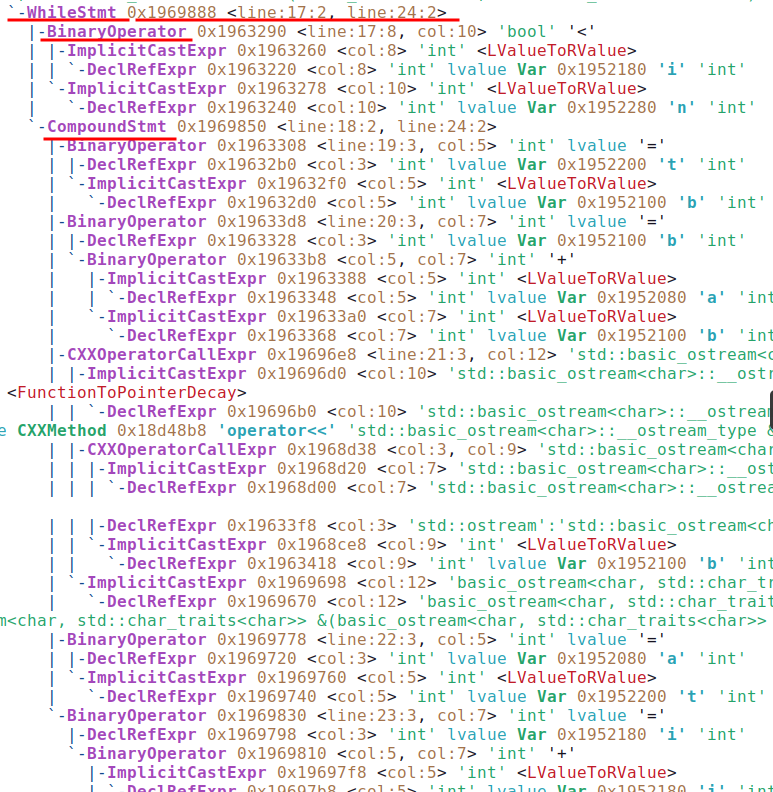 `-WhileStmt 0x1969888 <line:17:2, line:24:2>
|-BinaryOperator 0x1963290 <line:17:8, col:10> 'bool' '<'
| |-ImplicitCastExpr 0x1963260 <col:8> 'int' <LValueToRValue>
| | `-DeclRefExpr 0x1963220 <col:8> 'int' lvalue Var 0x1952180 'i' 'int'
| `-ImplicitCastExpr 0x1963278 <col:10> 'int' <LValueToRValue>
|   `-DeclRefExpr 0x1963240 <col:10> 'int' lvalue Var 0x1952280 'n' 'int'
`-CompoundStmt 0x1969850 <line:18:2, line:24:2>
|-BinaryOperator 0x1963308 <line:19:3, col:5> 'int' lvalue '='
| |-DeclRefExpr 0x19632b0 <col:3> 'int' lvalue Var 0x1952200 't' 'int'
| `-ImplicitCastExpr 0x19632f0 <col:5> 'int' <LValueToRValue>
|   `-DeclRefExpr 0x19632d0 <col:5> 'int' lvalue Var 0x1952100 'b' 'int'
|-BinaryOperator 0x19633d8 <line:20:3, col:7> 'int' lvalue '='
| |-DeclRefExpr 0x1963328 <col:3> 'int' lvalue Var 0x1952100 'b' 'int'
| `-BinaryOperator 0x19633b8 <col:5, col:7> 'int' '+'
|   |-ImplicitCastExpr 0x1963388 <col:5> 'int' <LValueToRValue>
|   | `-DeclRefExpr 0x1963348 <col:5> 'int' lvalue Var 0x1952080 'a' 'int
|   `-ImplicitCastExpr 0x19633a0 <col:7> 'int' <LValueToRValue>
|     `-DeclRefExpr 0x1963368 <col:7> 'int' lvalue Var 0x1952100 'b' 'int
|-CXXOperatorCallExpr 0x19696e8 <line:21:3, col:12> 'std::basic_ostream<c
| |-ImplicitCastExpr 0x19696d0 <col:10> 'std::basic_ostream<char>::__ostr
<FunctionToPointerDecay>
| | `-DeclRefExpr 0x19696b0 <col:10> 'std::basic_ostream<char>::__ostream
e CXXMethod 0x18d48b8 'operator<<' 'std::basic_ostream<char>::__ostream_type &
| |-CXXOperatorCallExpr 0x1968d38 <col:3, col:9> 'std::basic_ostream<char
| | |-ImplicitCastExpr 0x1968d20 <col:7> 'std::basic_ostream<char>::__ost
| | | `-DeclRefExpr 0x1968d00 <col:7> 'std::basic_ostream<char>::__ostrea
| | |-DeclRefExpr 0x19633f8 <col:3> 'std::ostream':'std::basic_ostream<ch
| | `-ImplicitCastExpr 0x1968ce8 <col:9> 'int' <LValueToRValue>
| |   `-DeclRefExpr 0x1963418 <col:9> 'int' lvalue Var 0x1952100 'b' 'int
| `-ImplicitCastExpr 0x1969698 <col:12> 'basic_ostream<char, std::char_tr
|   `-DeclRefExpr 0x1969670 <col:12> 'basic_ostream<char, std::char_trait
m<char, std::char_traits<char>> &(basic_ostream<char, std::char_traits<char>>
|-BinaryOperator 0x1969778 <line:22:3, col:5> 'int' lvalue '='
| |-DeclRefExpr 0x1969720 <col:3> 'int' lvalue Var 0x1952080 'a' 'int'
| `-ImplicitCastExpr 0x1969760 <col:5> 'int' <LValueToRValue>
|   `-DeclRefExpr 0x1969740 <col:5> 'int' lvalue Var 0x1952200 't' 'int'
`-BinaryOperator 0x1969830 <line:23:3, col:7> 'int' lvalue '='
|-DeclRefExpr 0x1969798 <col:3> 'int' lvalue Var 0x1952180 'i' 'int'
`-BinaryOperator 0x1969810 <col:5, col:7> 'int' '+'
|-ImplicitCastExpr 0x19697f8 <col:5> 'int' <LValueToRValue>
| `-DeclRefExpr 0x19697b8 <col:5> 'int' lvalue Var 0x1952180 'i' 'int